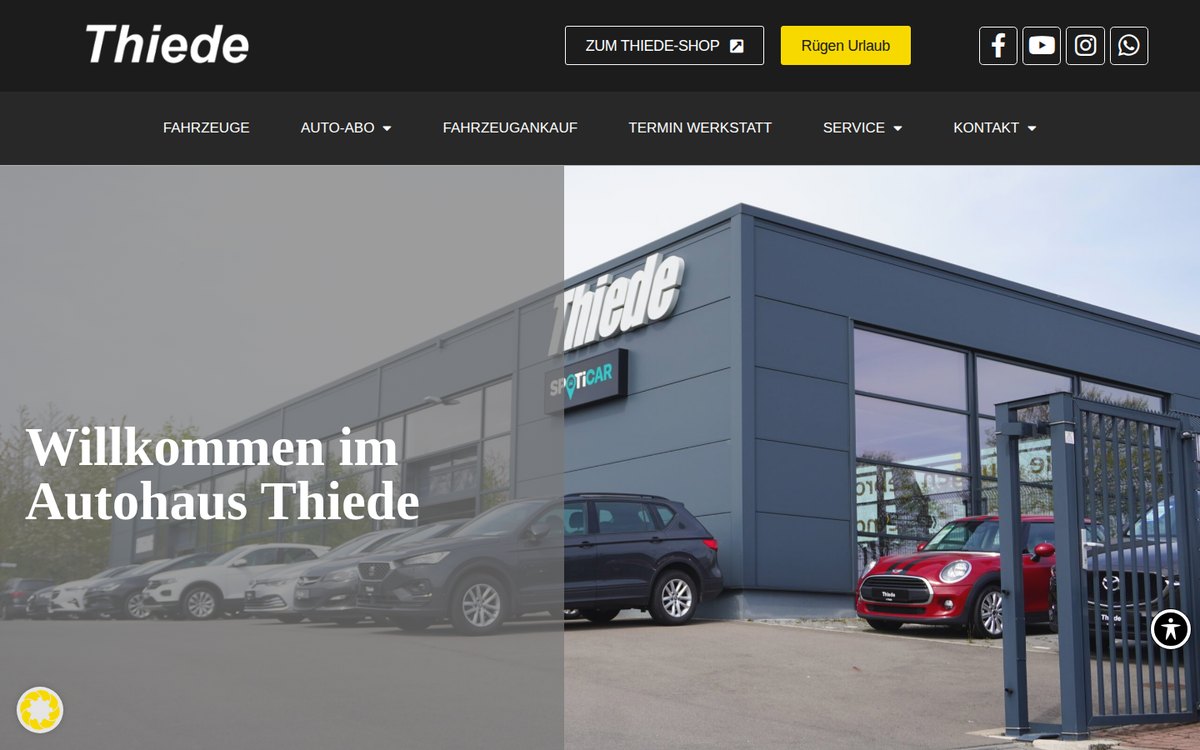 Thiede
ZUM THIEDE-SHOP
Rügen Urlaub
FAHRZEUGE
AUTO-ABO
FAHRZEUGANKAUF
TERMIN WERKSTATT
SERVICE
KONTAKT
Thiede
SPOTiCAR
Willkommen im
Autohaus Thiede
Thiede
Thiede